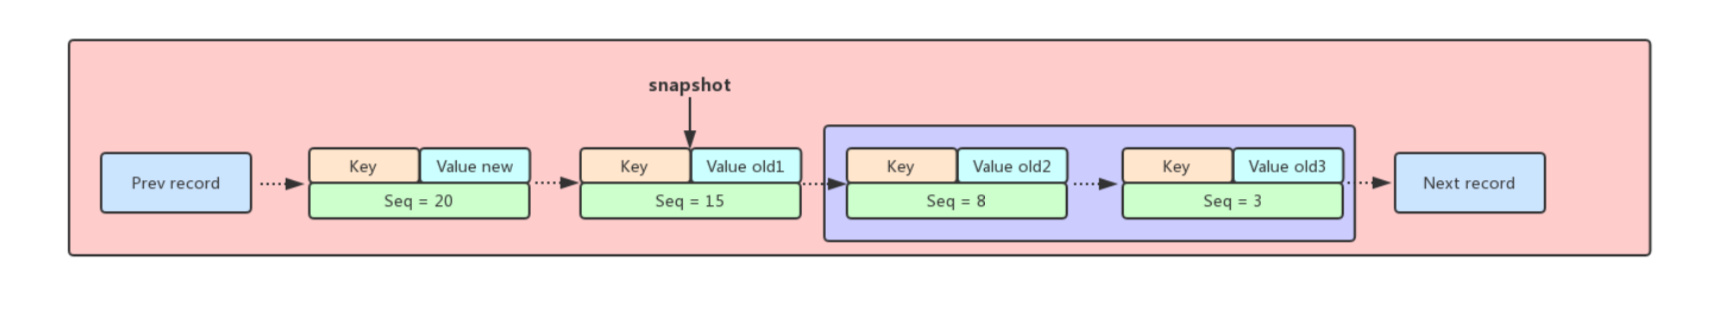 snapshot
Prev record
Key
Value new
Seq = 20
Key
Value old1
Seq = 15
Key
Value old2
Seq = 8
Key
Value old3
Seq = 3
Next record